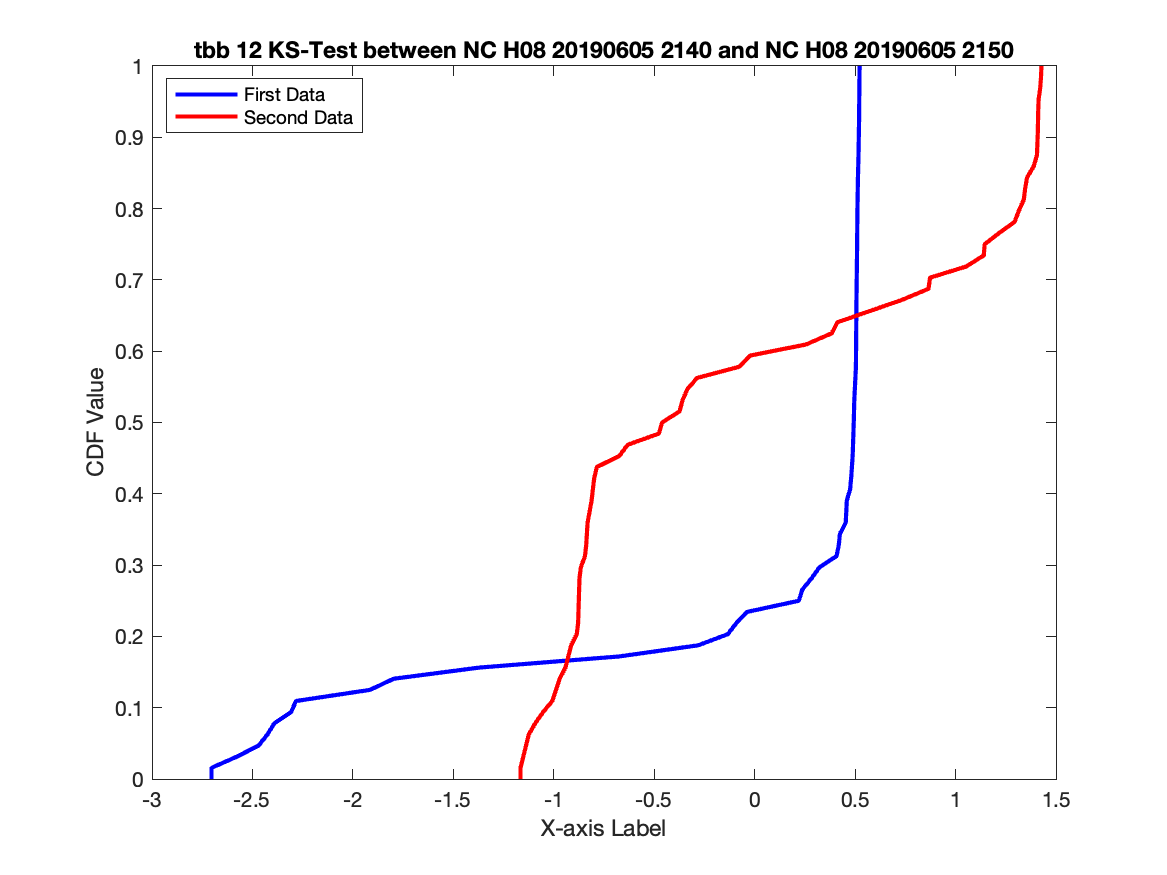 tbb 12 KS-Test between NC H08 20190605 2140 and NC H08 20190605 2150
First Data
Second Data
1
0.9
0.8
0.7
0.6
0.5
0.4
0.3
0.2
0.1
0
CDF Value
-3 -2.5 -2 -1.5 -1 -0.5 0 0.5 1 1.5
X-axis Label